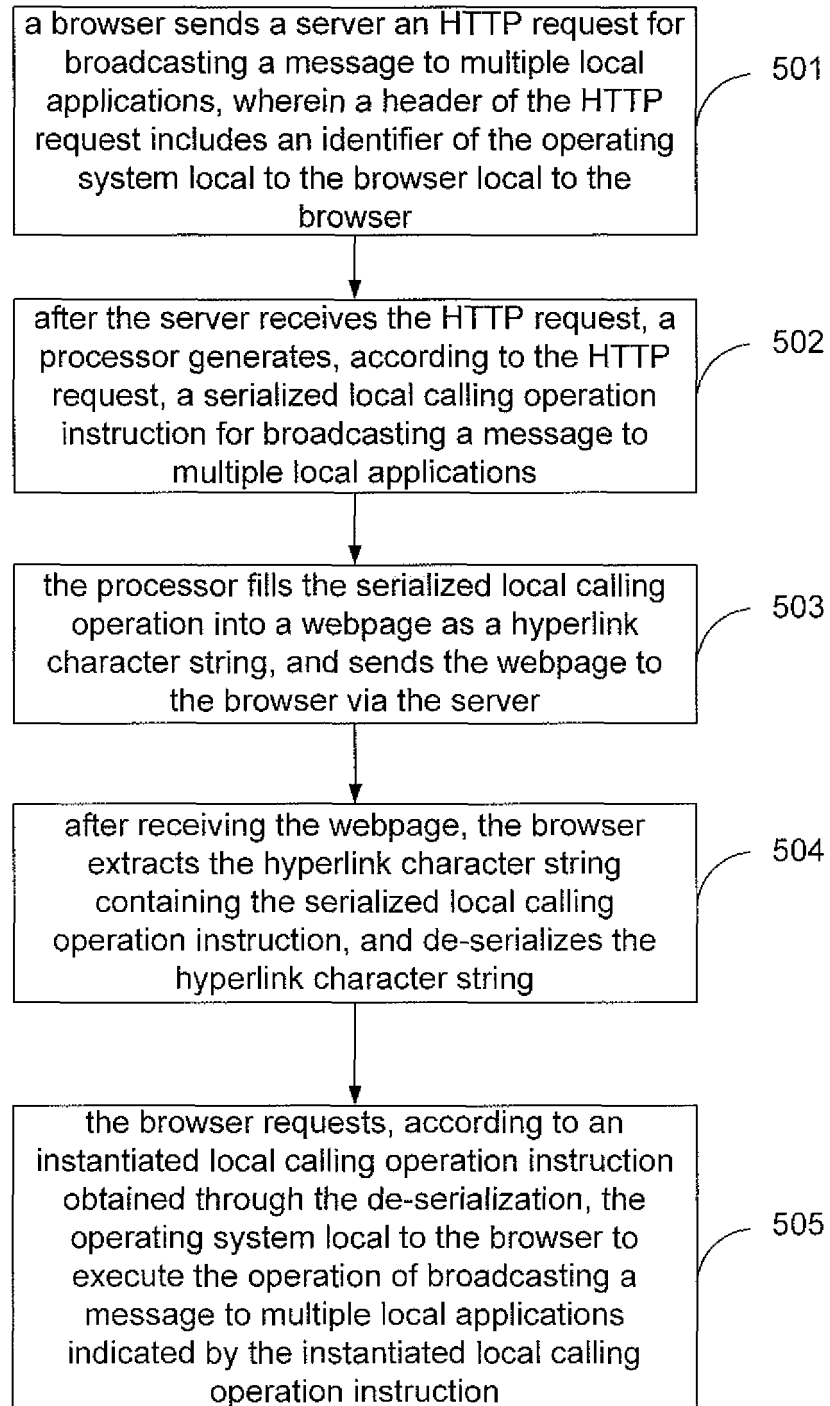 a browser sends a server an HTTP request for
broadcasting a message to multiple local
applications, wherein a header of the HTTP
request includes an identifier of the operating
system local to the browser local to the
browser
501
after the server receives the HTTP request, a
processor generates, according to the HTTP
request, a serialized local calling operation
instruction for broadcasting a message to
multiple local applications
502
the processor fills the serialized local calling
operation into a webpage as a hyperlink
character string, and sends the webpage to
the browser via the server
503
after receiving the webpage, the browser
extracts the hyperlink character string
containing the serialized local calling
operation instruction, and de-serializes the
hyperlink character string
504
the browser requests, according to an
instantiated local calling operation instruction
obtained through the de-serialization, the
operating system local to the browser to
execute the operation of broadcasting a
message to multiple local applications
indicated by the instantiated local calling
operation instruction
505